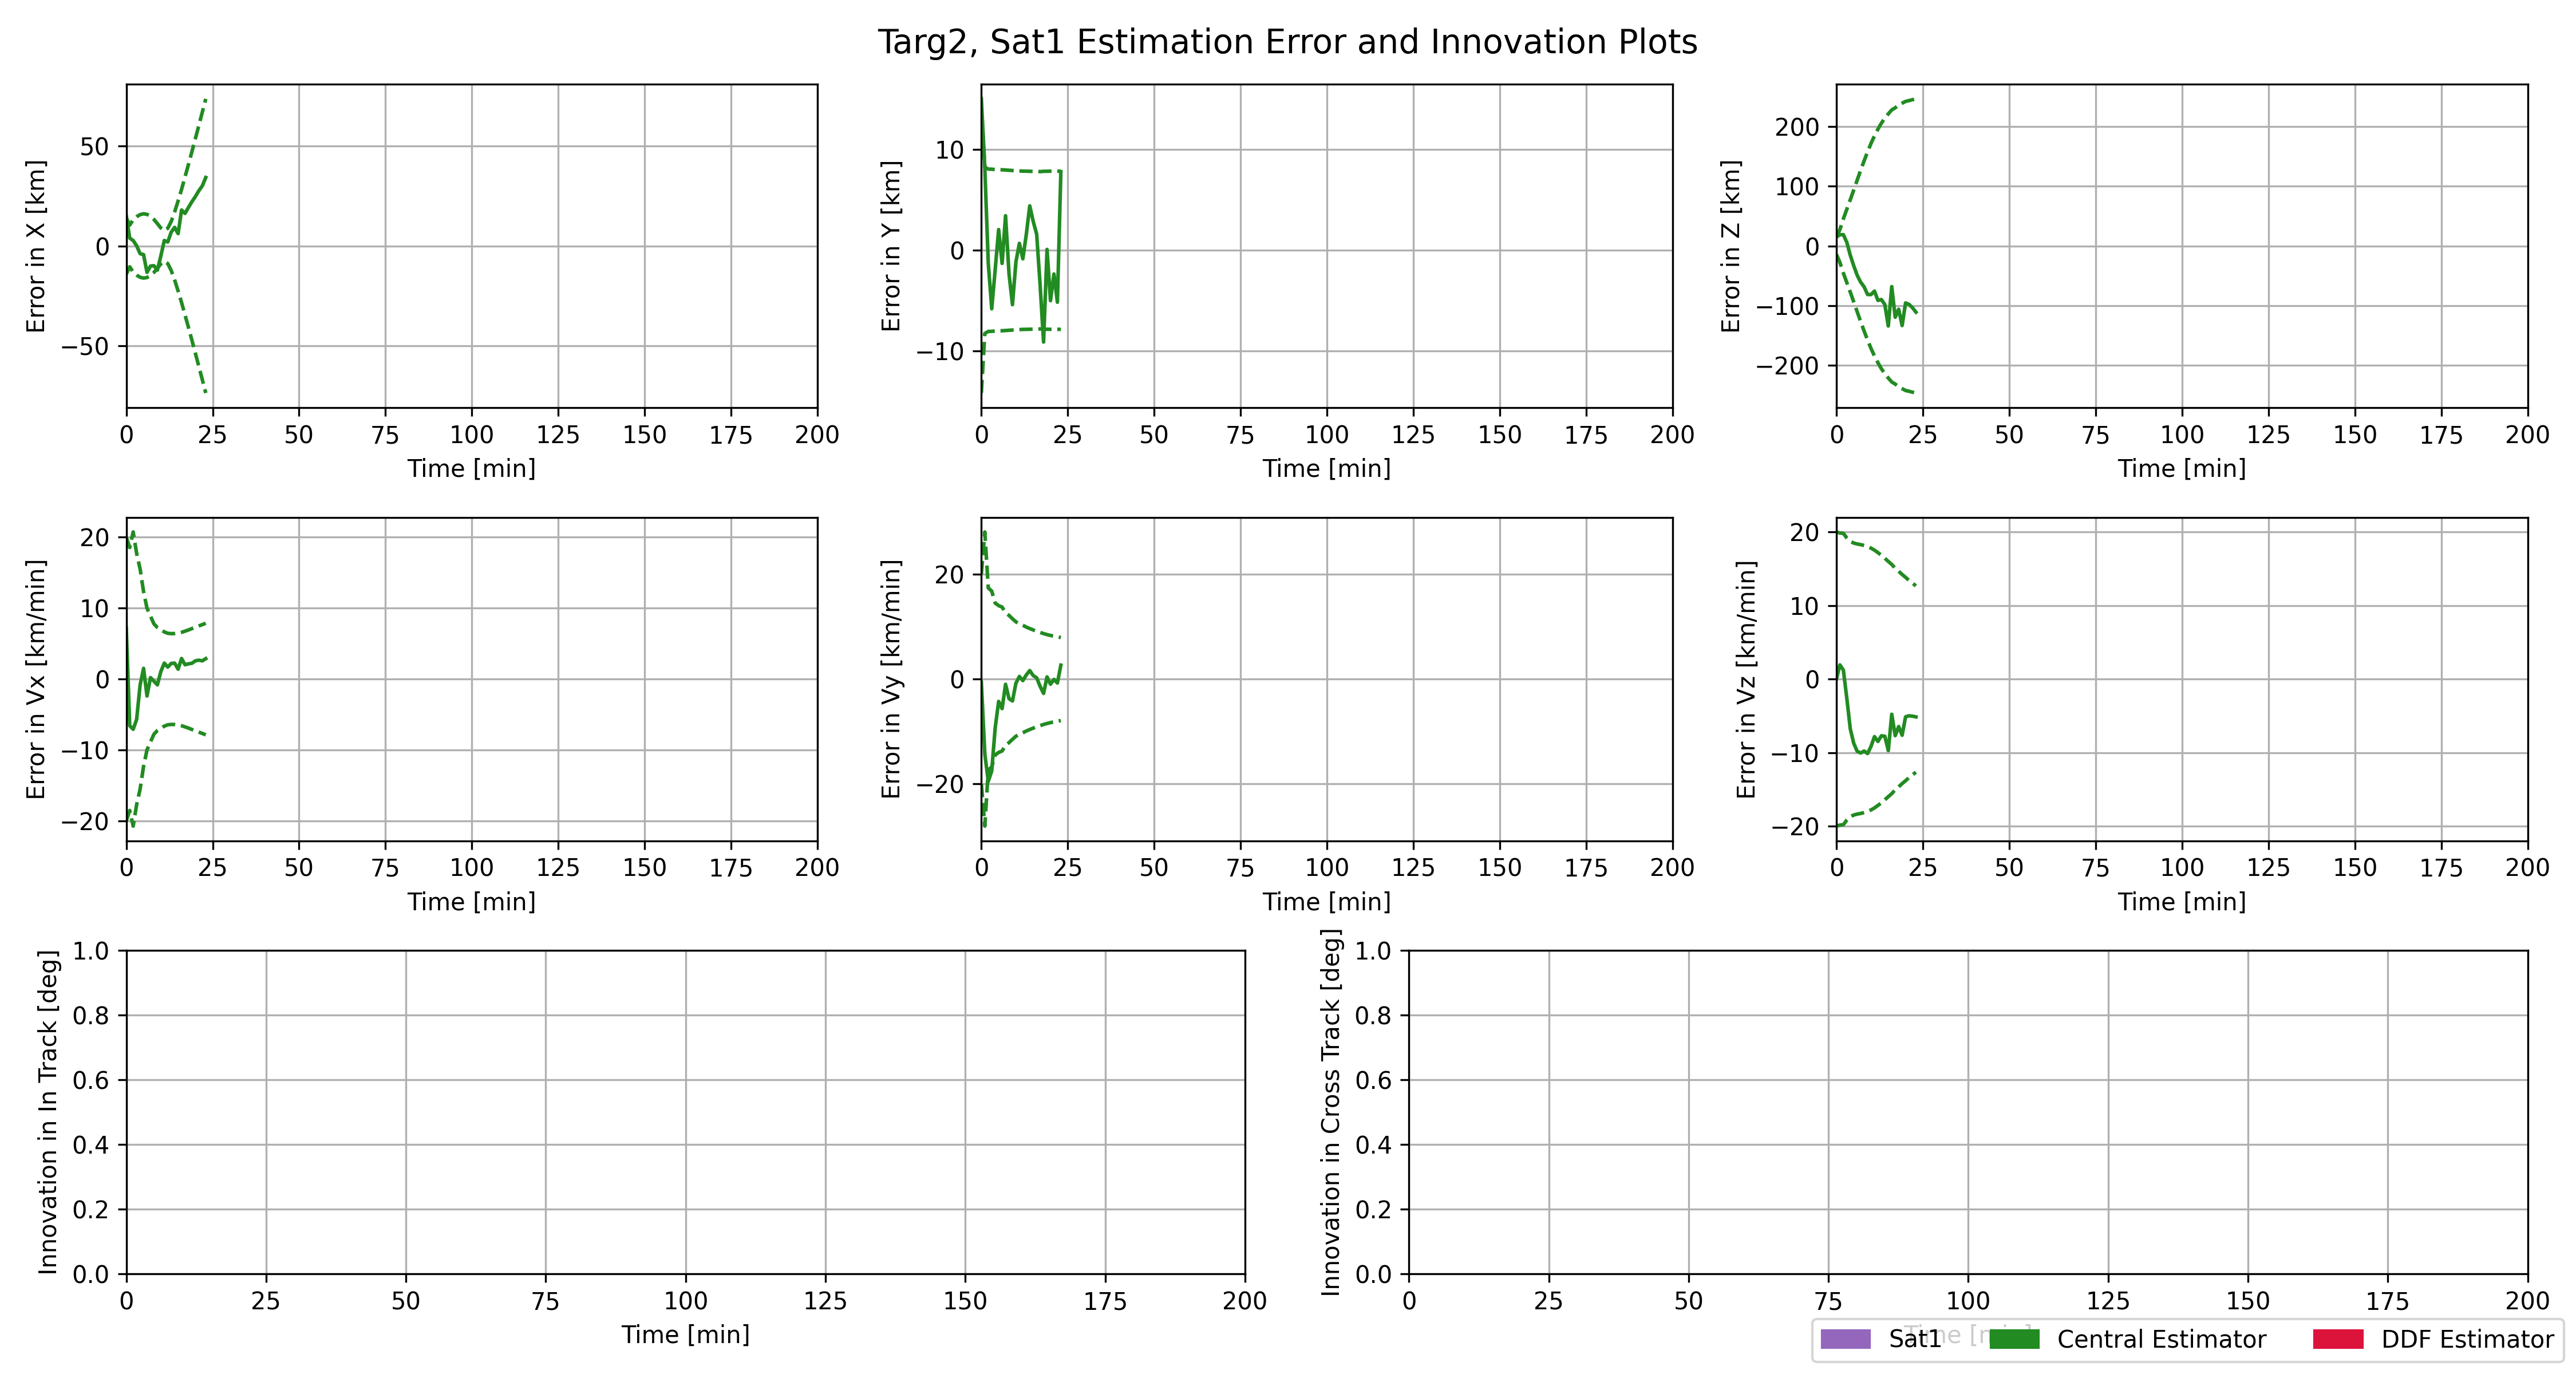 Targ2, Sat1 Estimation Error and Innovation Plots
Error in X [km]
50
0
−50
0 25 50 75 100 125 150 175 200
Time [min]
Error in Y [km]
10
0
−10
0 25 50 75 100 125 150 175 200
Time [min]
Error in Z [km]
200
100
0
−100
−200
0 25 50 75 100 125 150 175 200
Time [min]
Error in Vx [km/min]
20
10
0
−10
−20
0 25 50 75 100 125 150 175 200
Time [min]
Error in Vy [km/min]
20
0
−20
0 25 50 75 100 125 150 175 200
Time [min]
Error in Vz [km/min]
20
10
0
−10
−20
0 25 50 75 100 125 150 175 200
Time [min]
Innovation in In Track [deg]
1.0
0.8
0.6
0.4
0.2
0.0
0 25 50 75 100 125 150 175 200
Time [min]
Innovation in Cross Track [deg]
1.0
0.8
0.6
0.4
0.2
0.0
0 25 50 75 100 125 150 175 200
Time [min]
Sat1 Central Estimator DDF Estimator